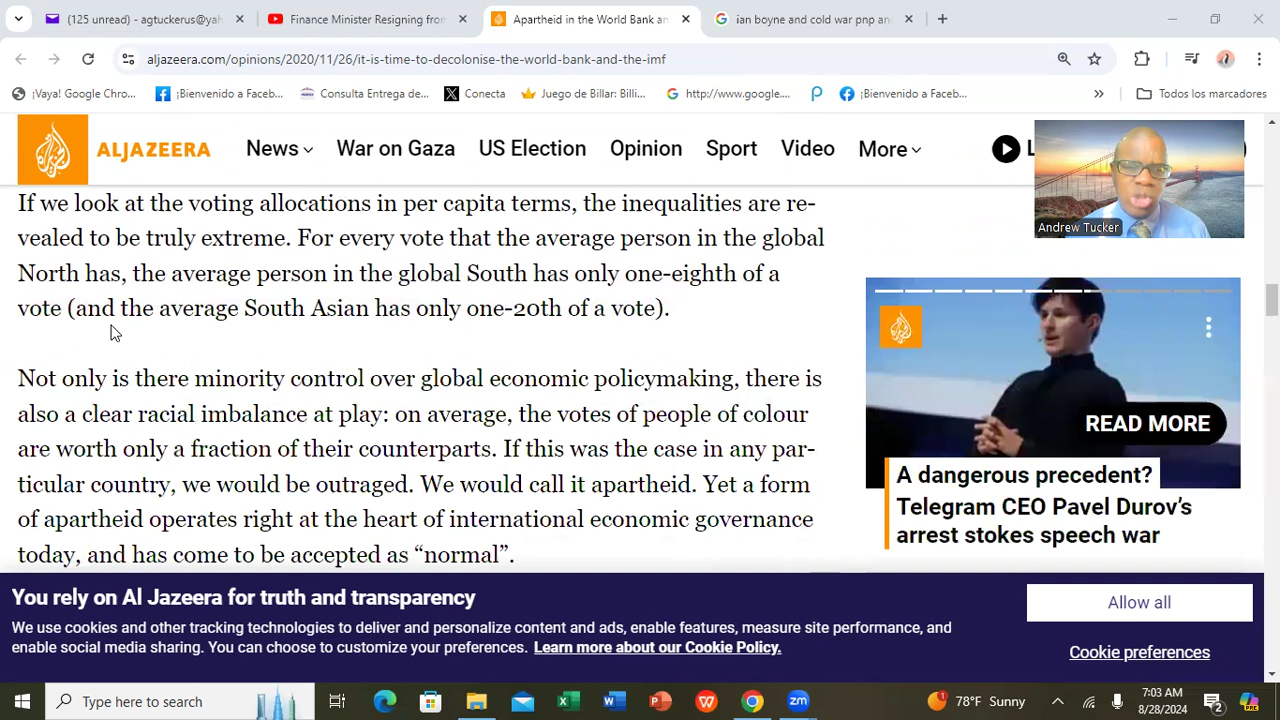 (125 unread) - agtuckerus@yah
Finance Minister Resigning from
Apartheid in the World Bank an
ian boyne and cold war pnp and
aljazeera.com/opinions/2020/11/26/it-is-time-to-decolonise-the-world-bank-and-the-imf
¡Vaya! Google Chro...
¡Bienvenido a Faceb...
Consulta Entrega de...
Conecta
Juego de Billar: Billi...
http://www.google....
¡Bienvenido a Faceb...
»
Todos los marcadores
ALJAZEERA
News
War on Gaza
US Election
Opinion
Sport
Video
More
Andrew Tucker
If we look at the voting allocations in per capita terms, the inequalities are re-
vealed to be truly extreme. For every vote that the average person in the global
North has, the average person in the global South has only one-eighth of a
vote (and the average South Asian has only one-20th of a vote).
Not only is there minority control over global economic policymaking, there is
also a clear racial imbalance at play: on average, the votes of people of colour
are worth only a fraction of their counterparts. If this was the case in any par-
ticular country, we would be outraged. We would call it apartheid. Yet a form
of apartheid operates right at the heart of international economic governance
today, and has come to be accepted as “normal”.
READ MORE
A dangerous precedent?
Telegram CEO Pavel Durov’s
arrest stokes speech war
You rely on Al Jazeera for truth and transparency
We use cookies and other tracking technologies to deliver and personalize content and ads, enable features, measure site performance, and
enable social media sharing. You can choose to customize your preferences. Learn more about our Cookie Policy.
Allow all
Cookie preferences
Type here to search
78°F Sunny
7:03 AM
8/28/2024